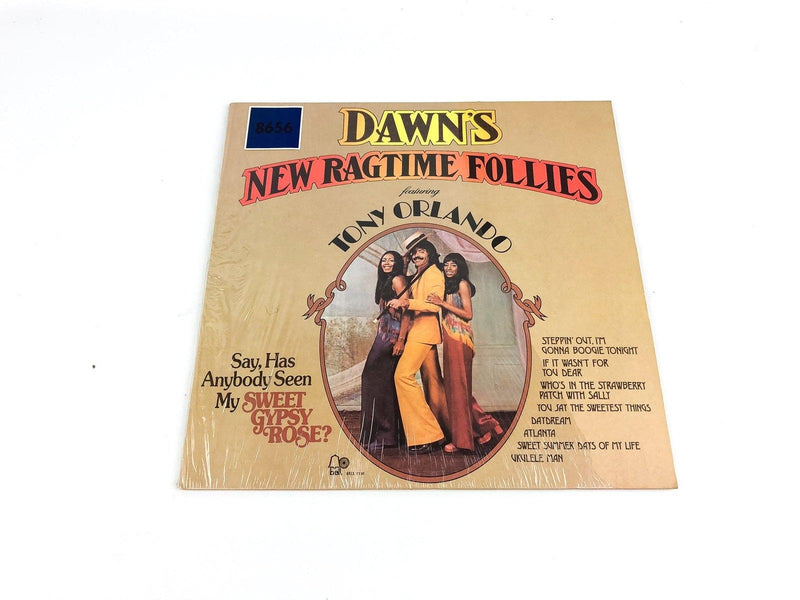 8656
DAWN'S
NEW RAGTIME FOLLIES
featuring
TONY ORLANDO
Say, Has
Anybody Seen
My SWEET
GYPSY
ROSE?
STEPPIN' OUT, I'M
GONNA BOOGIE TONIGHT
IF IT WASN'T FOR
YOU DEAR
WHO'S IN THE STRAWBERRY
PATCH WITH SALLY
YOU SAY THE SWEETEST THINGS
DAYDREAM
ATLANTA
SWEET SUMMER DAYS OF MY LIFE
UKULELE MAN
BELL